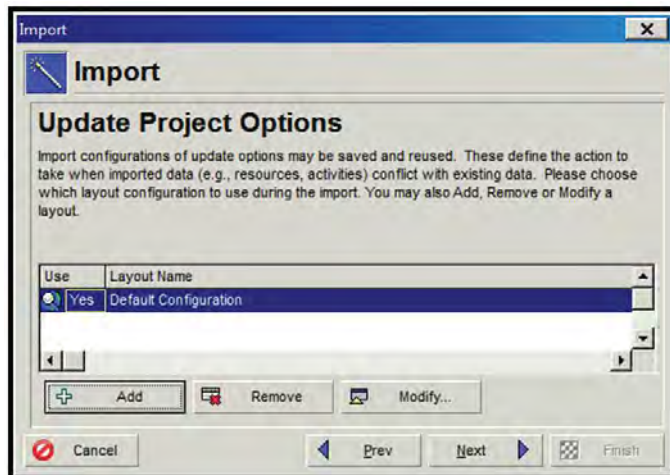 Import
Import
Update Project Options
Import configurations of update options may be saved and reused. These define the action to
take when imported data (e.g., resources, activities) conflict with existing data. Please choose
which layout configuration to use during the import. You may also Add, Remove or Modify a
layout.
Use Layout Name
Yes Default Configuration
Add Remove Modify...
Cancel Prev Next Finish